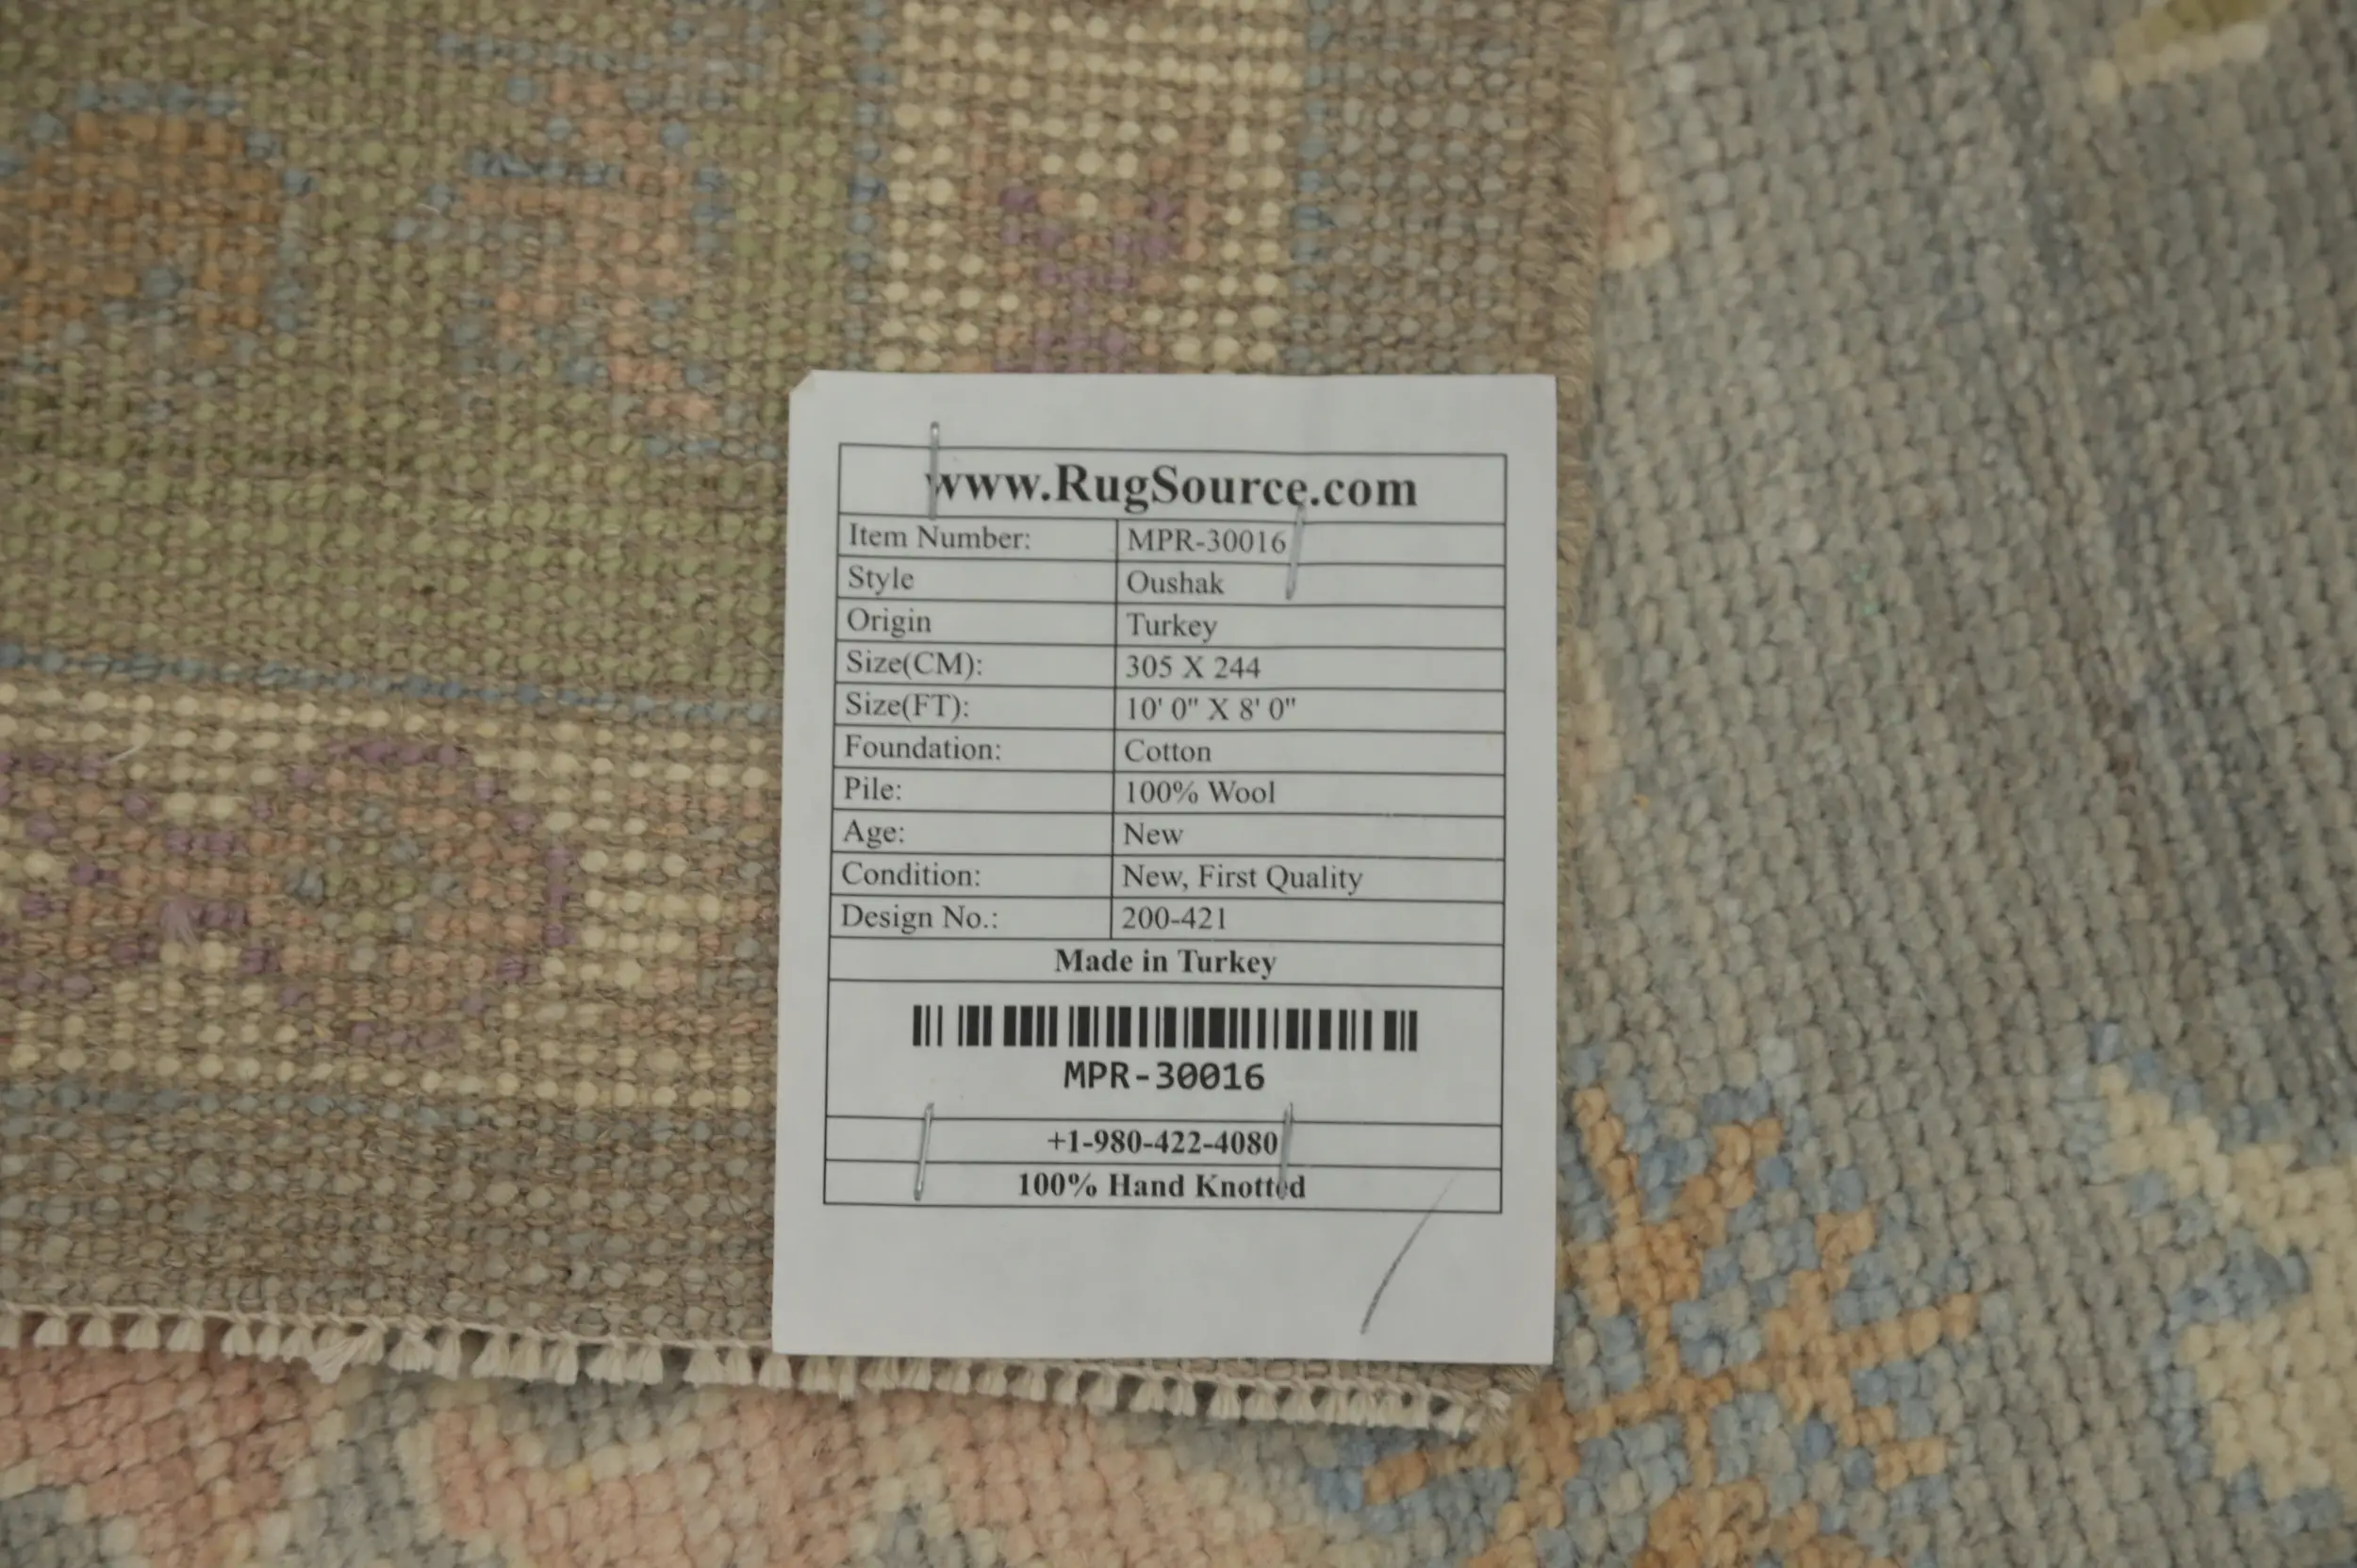 www.RugSource.com
Item Number: MPR-30016
Style Oushak
Origin Turkey
Size(CM): 305 X 244
Size(FT): 10' 0" X 8' 0"
Foundation: Cotton
Pile: 100% Wool
Age: New
Condition: New, First Quality
Design No.: 200-421
Made in Turkey
MPR-30016
+1-980-422-4080
100% Hand Knotted